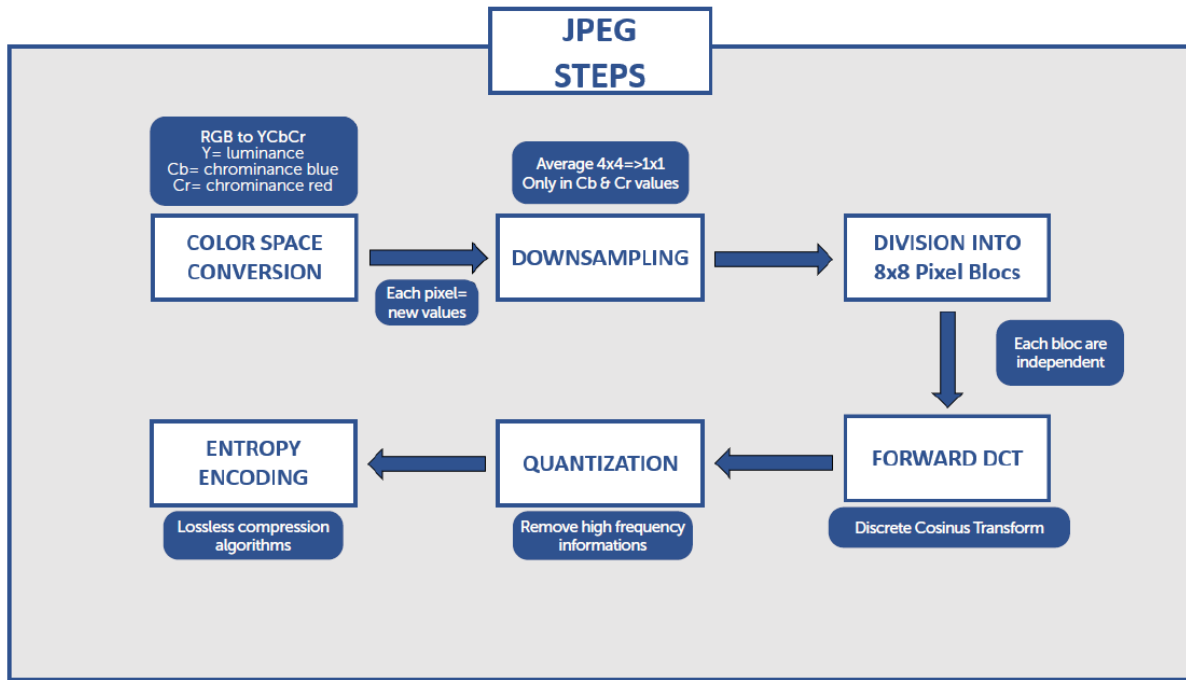 JPEG
STEPS
RGB to YCbCr
Y= luminance
Cb= chrominance blue
Cr= chrominance red
COLOR SPACE
CONVERSION
Each pixel=
new values
Average 4x4=>1x1
Only in Cb & Cr values
DOWNSAMPLING
DIVISION INTO
8x8 Pixel Blocs
Each bloc are
independent
FORWARD DCT
Discrete Cosinus Transform
QUANTIZATION
Remove high frequency
informations
ENTROPY
ENCODING
Lossless compression
algorithms